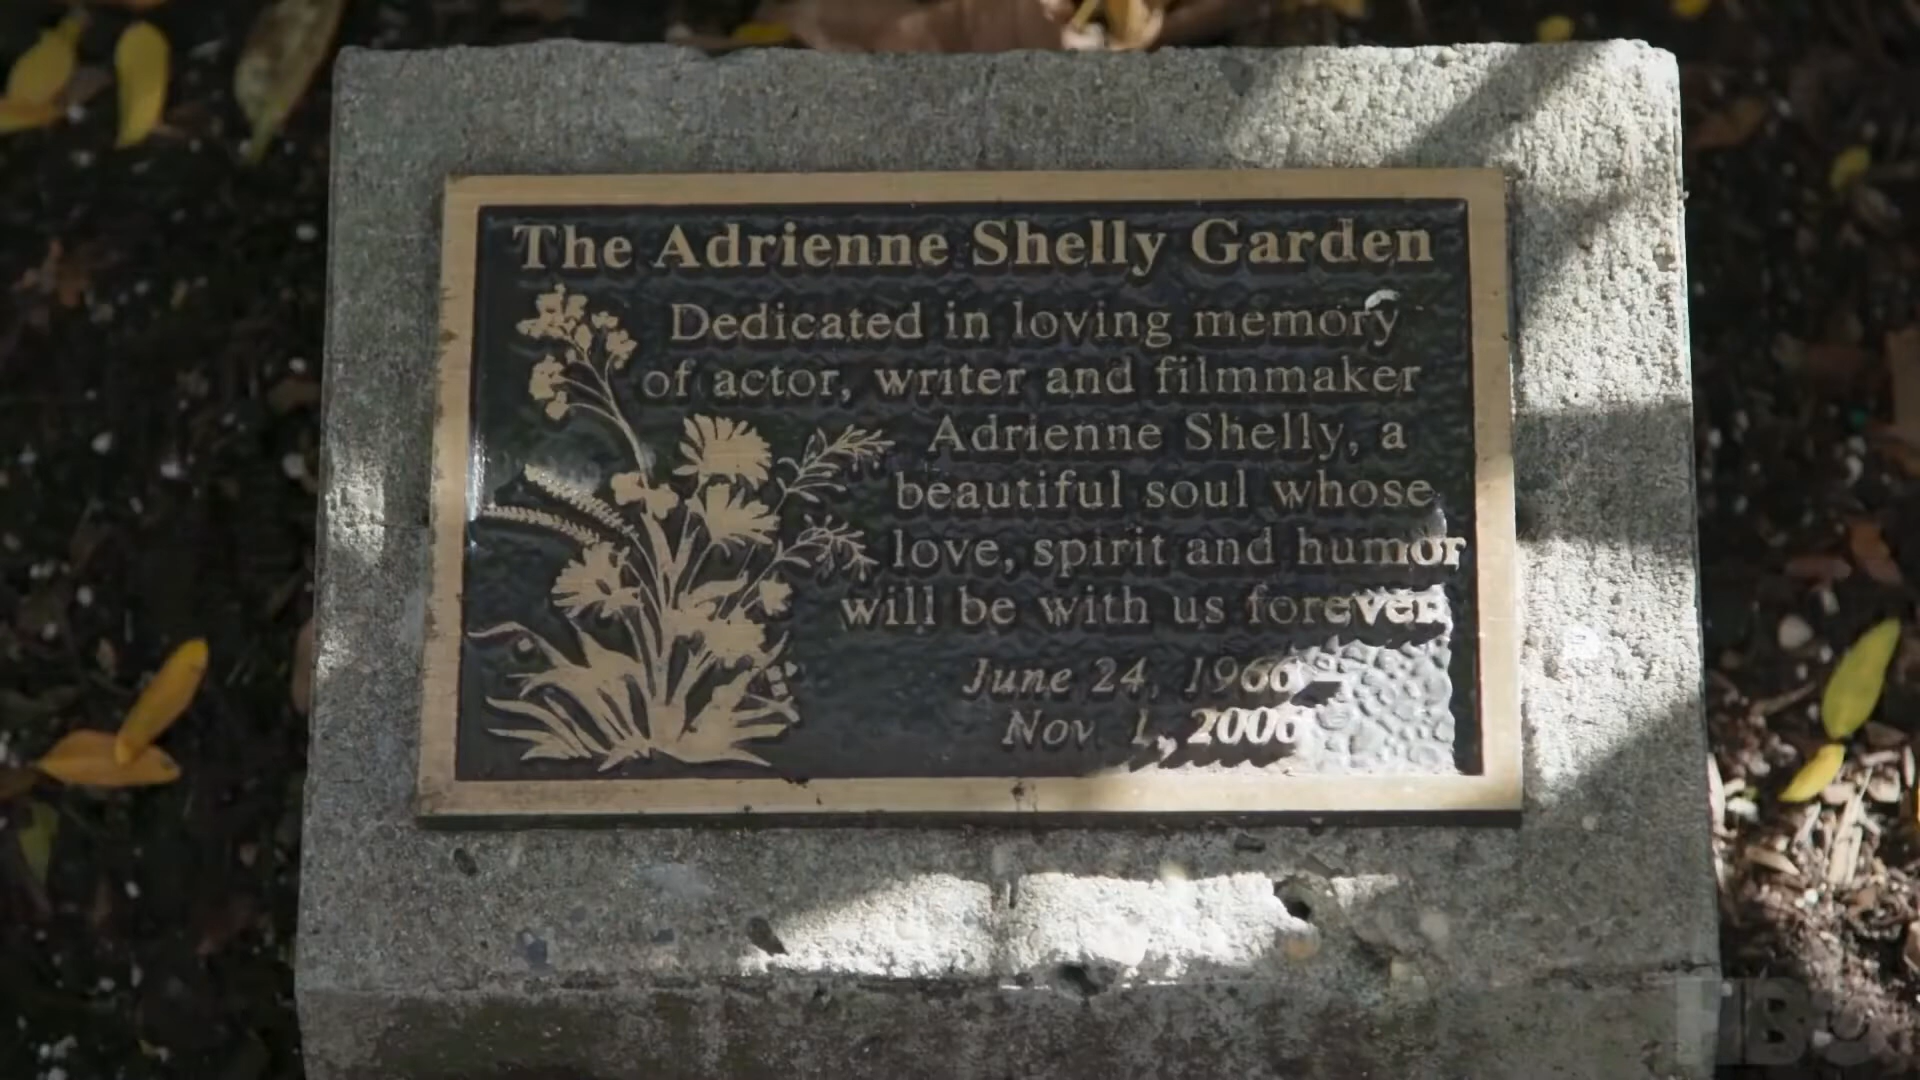 The Adrienne Shelly Garden
Dedicated in loving memory
of actor, writer and filmmaker
Adrienne Shelly, a
beautiful soul whose
love, spirit and humor
will be with us forever.
June 24, 1966 -
Nov 1, 2006
HBO